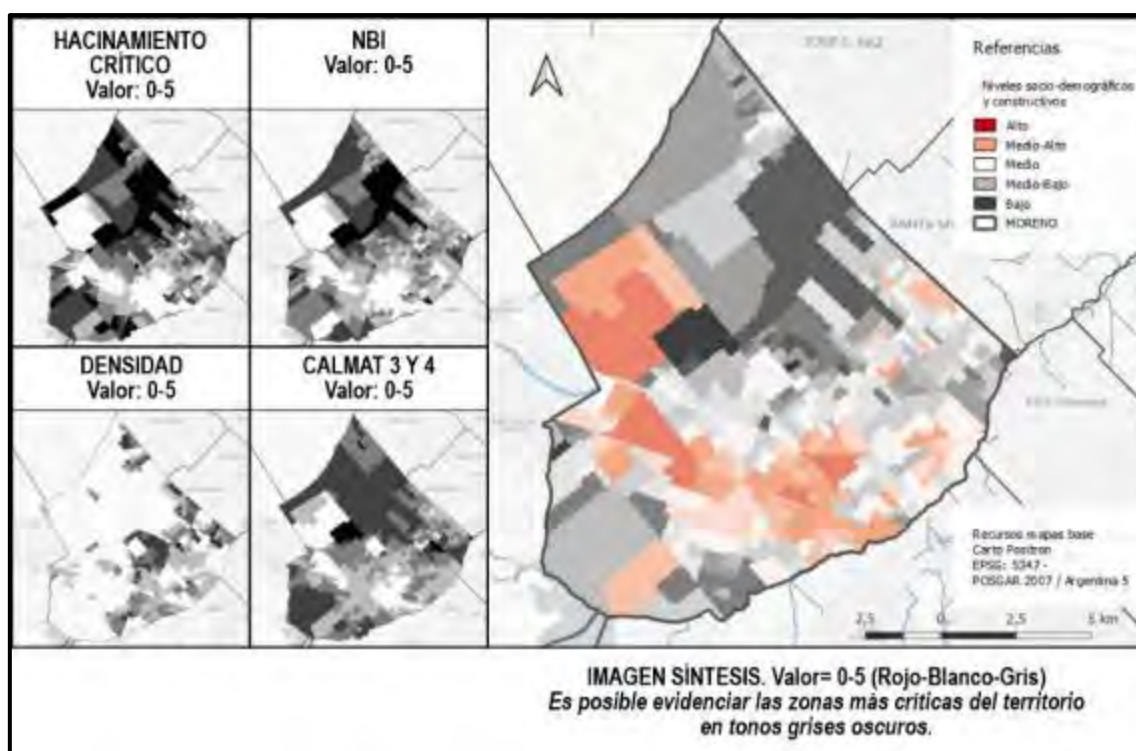 HACINAMIENTO
CRÍTICO
Valor: 0-5
NBI
Valor: 0-5
DENSIDAD
Valor: 0-5
CALMAT 3 Y 4
Valor: 0-5
Referencias
Niveles socio-demográficos
y constructivos
Alto
Medio-Alto
Medio
Medio-Bajo
Bajo
MORENO
Recursos mapas base
Carto Positron
EPSG: 5347 -
POSGAR 2007 / Argentina 5
2,5 0 2,5 5 km
IMAGEN SÍNTESIS. Valor= 0-5 (Rojo-Blanco-Gris)
Es posible evidenciar las zonas más críticas del territorio
en tonos grises oscuros.